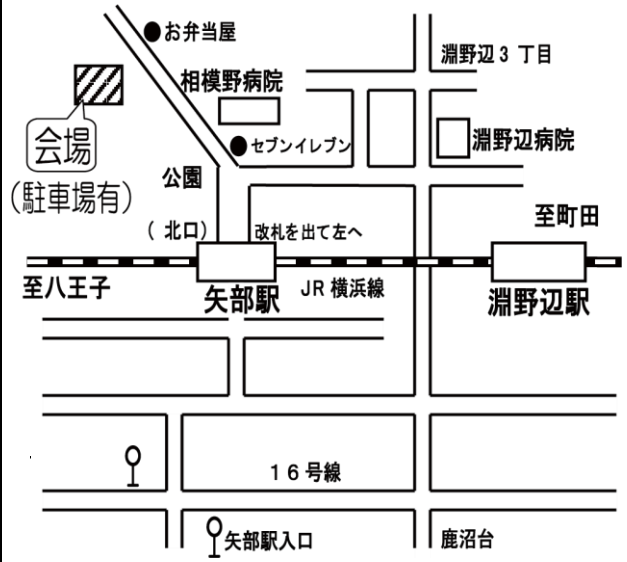 お弁当屋
淵野辺3丁目
相模野病院
会場
セブンイレブン
淵野辺病院
公園
(駐車場有)
(北口)
改札を出て左へ
至町田
至八王子
矢部駅
JR横浜線
淵野辺駅
16号線
矢部駅入口
鹿沼台